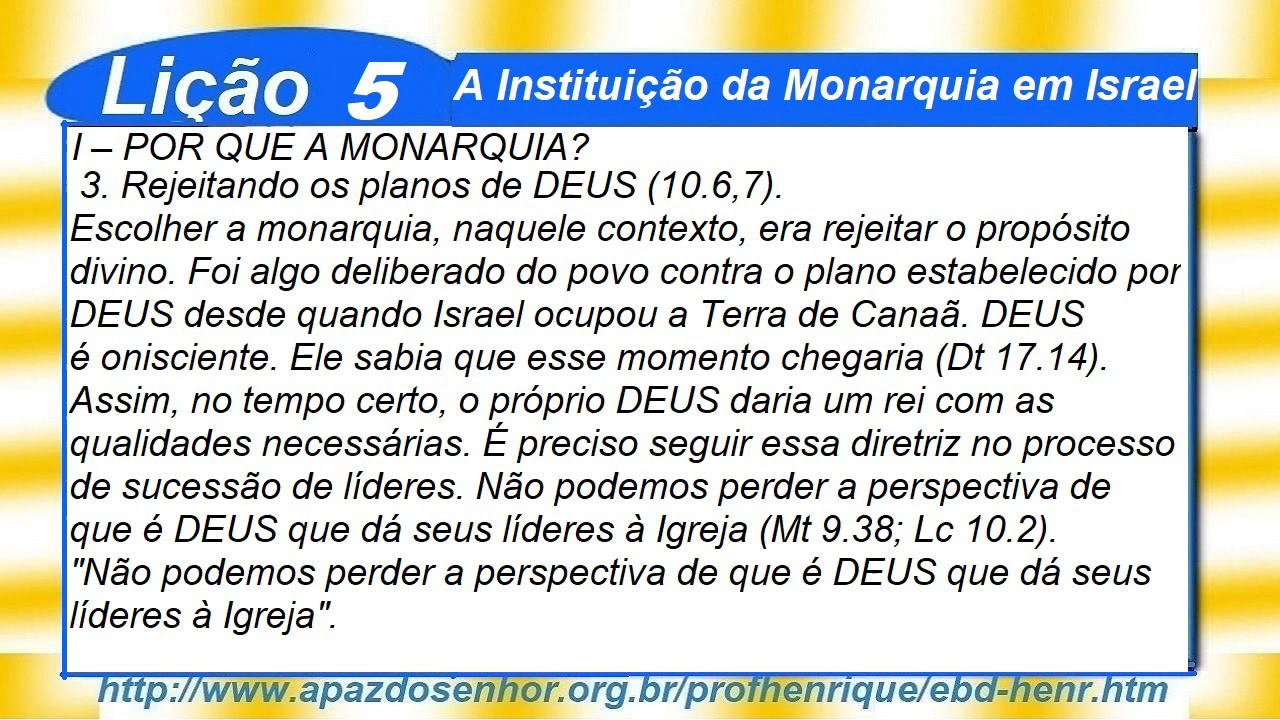 Lição 5
A Instituição da Monarquia em Israel
I – POR QUE A MONARQUIA?
3. Rejeitando os planos de DEUS (10.6,7).
Escolher a monarquia, naquele contexto, era rejeitar o propósito
divino. Foi algo deliberado do povo contra o plano estabelecido por
DEUS desde quando Israel ocupou a Terra de Canaã. DEUS
é onisciente. Ele sabia que esse momento chegaria (Dt 17.14).
Assim, no tempo certo, o próprio DEUS daria um rei com as
qualidades necessárias. É preciso seguir essa diretriz no processo
de sucessão de líderes. Não podemos perder a perspectiva de
que é DEUS que dá seus líderes à Igreja (Mt 9.38; Lc 10.2).
"Não podemos perder a perspectiva de que é DEUS que dá seus
líderes à Igreja".
http://www.apazdosenhor.org.br/profhenrique/ebd-henr.htm